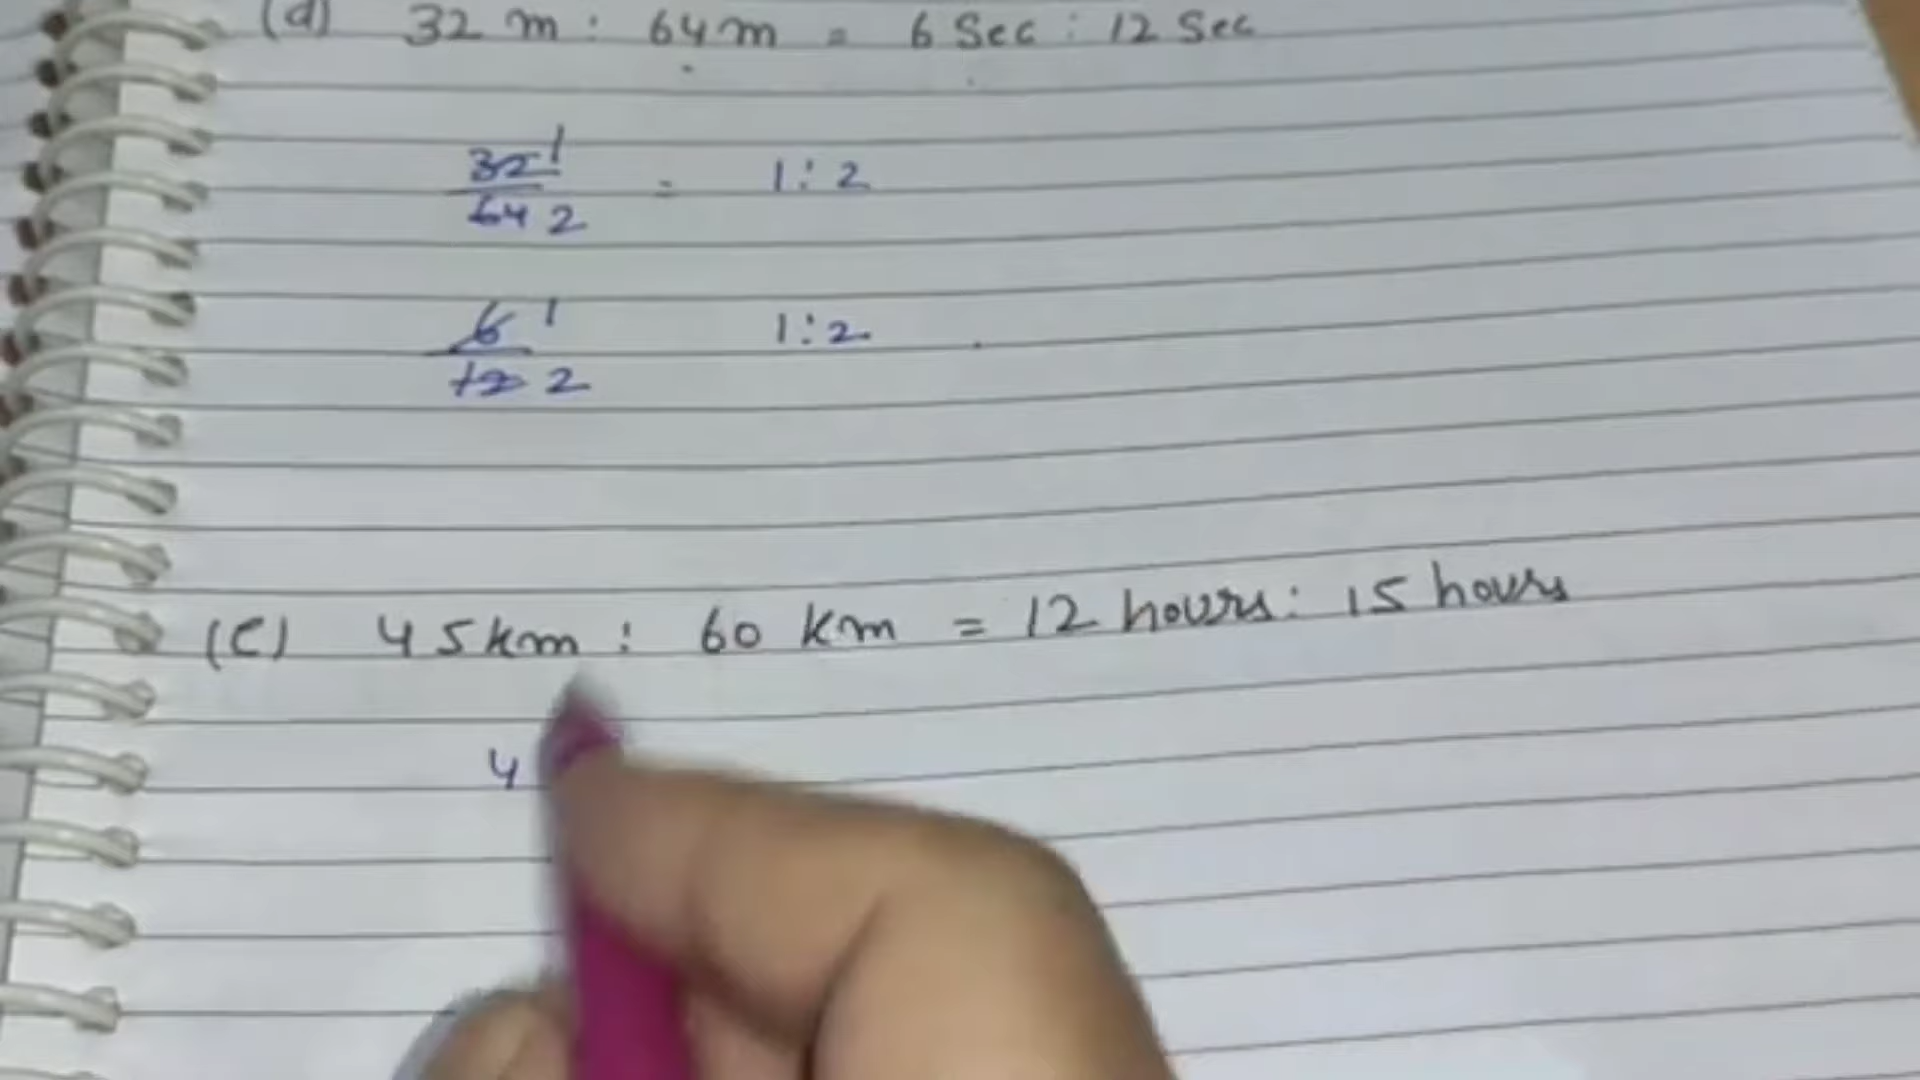 (d) 32 m : 64 m = 6 Sec : 12 Sec
32 1
64 2 = 1 : 2
6 1
12 2 1 : 2
(C) 45 km : 60 km = 12 hours : 15 hours
4